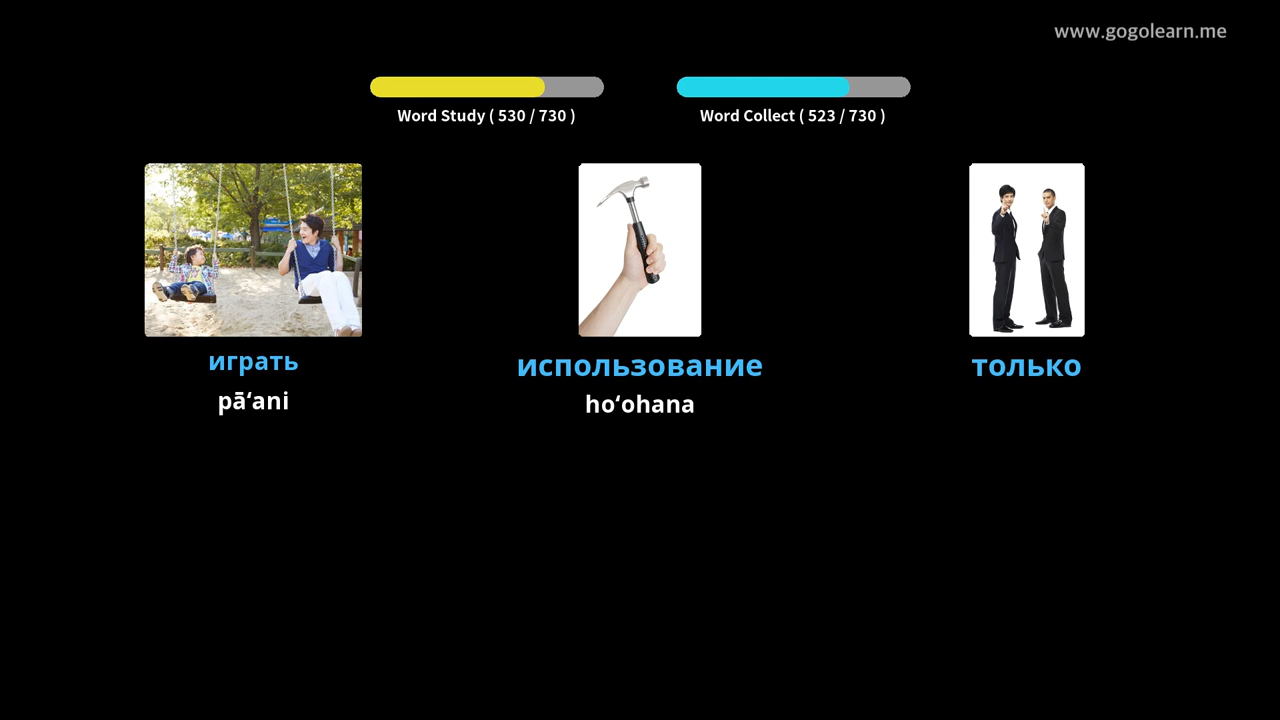 www.gogolearn.me
Word Study ( 530 / 730 )
Word Collect ( 523 / 730 )
играть
pāʻani
использование
hoʻohana
только